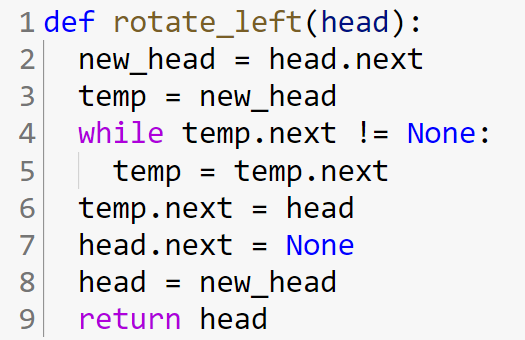 1 def rotate_left(head):
2   new_head = head.next
3   temp = new_head
4   while temp.next != None:
5     temp = temp.next
6   temp.next = head
7   head.next = None
8   head = new_head
9   return head